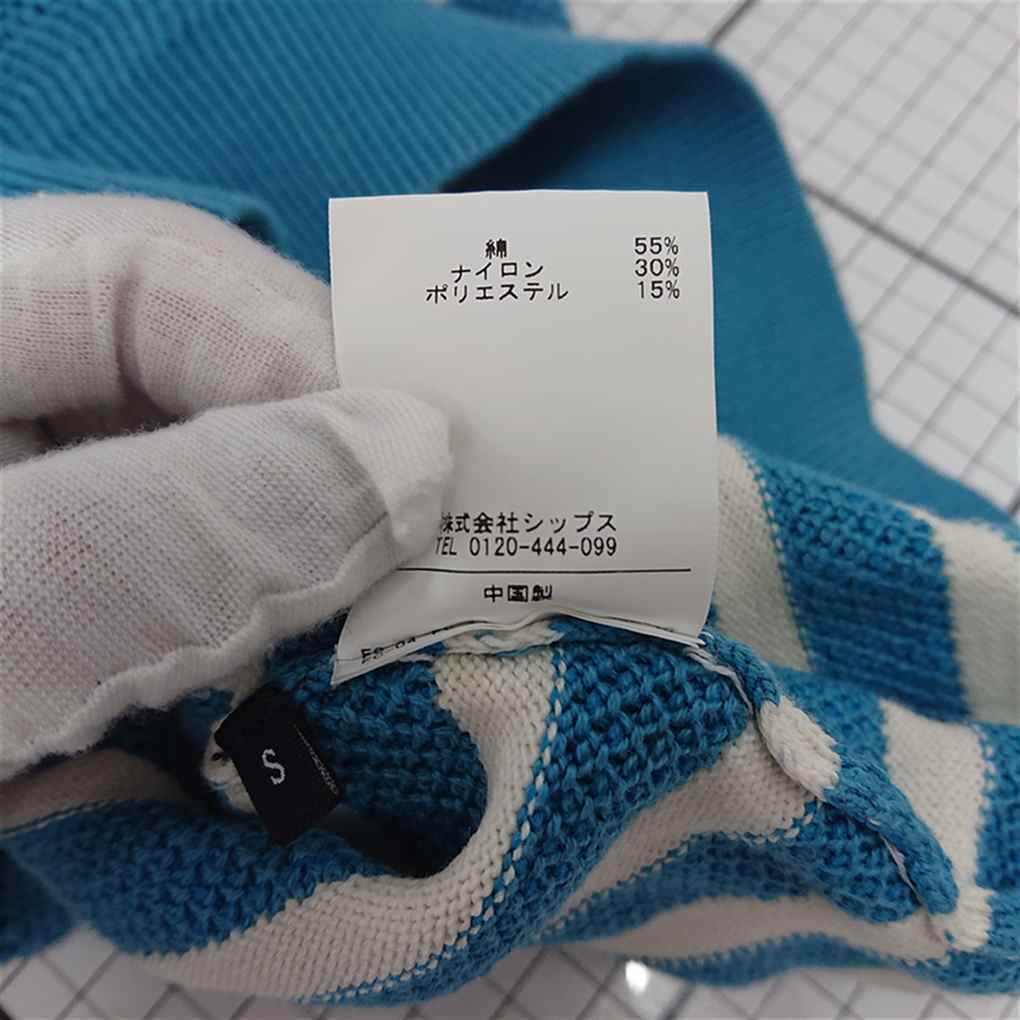 綿 55%
ナイロン 30%
ポリエステル 15%
株式会社シップス
TEL 0120-444-099
中国製
S